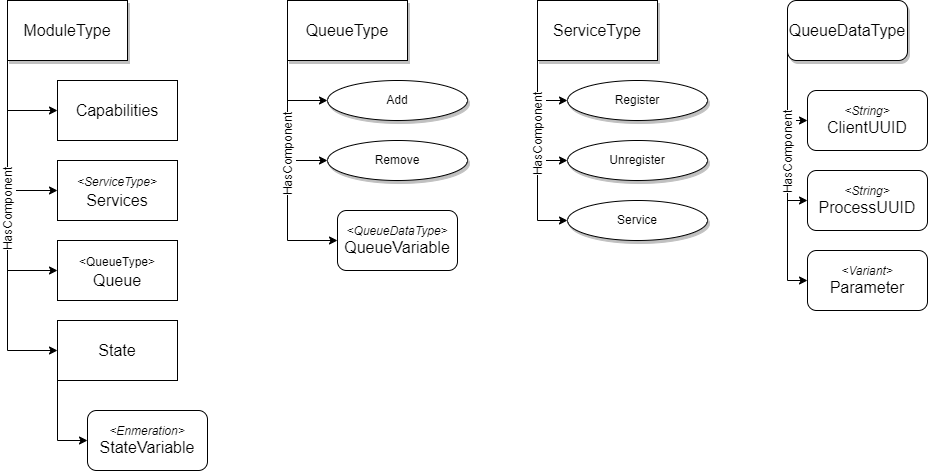 ModuleType
HasComponent
Capabilities
<ServiceType>
Services
<QueueType>
Queue
State
<Enmeration>
StateVariable
QueueType
HasComponent
Add
Remove
<QueueDataType>
QueueVariable
ServiceType
HasComponent
Register
Unregister
Service
QueueDataType
HasComponent
<String>
ClientUUID
<String>
ProcessUUID
<Variant>
Parameter